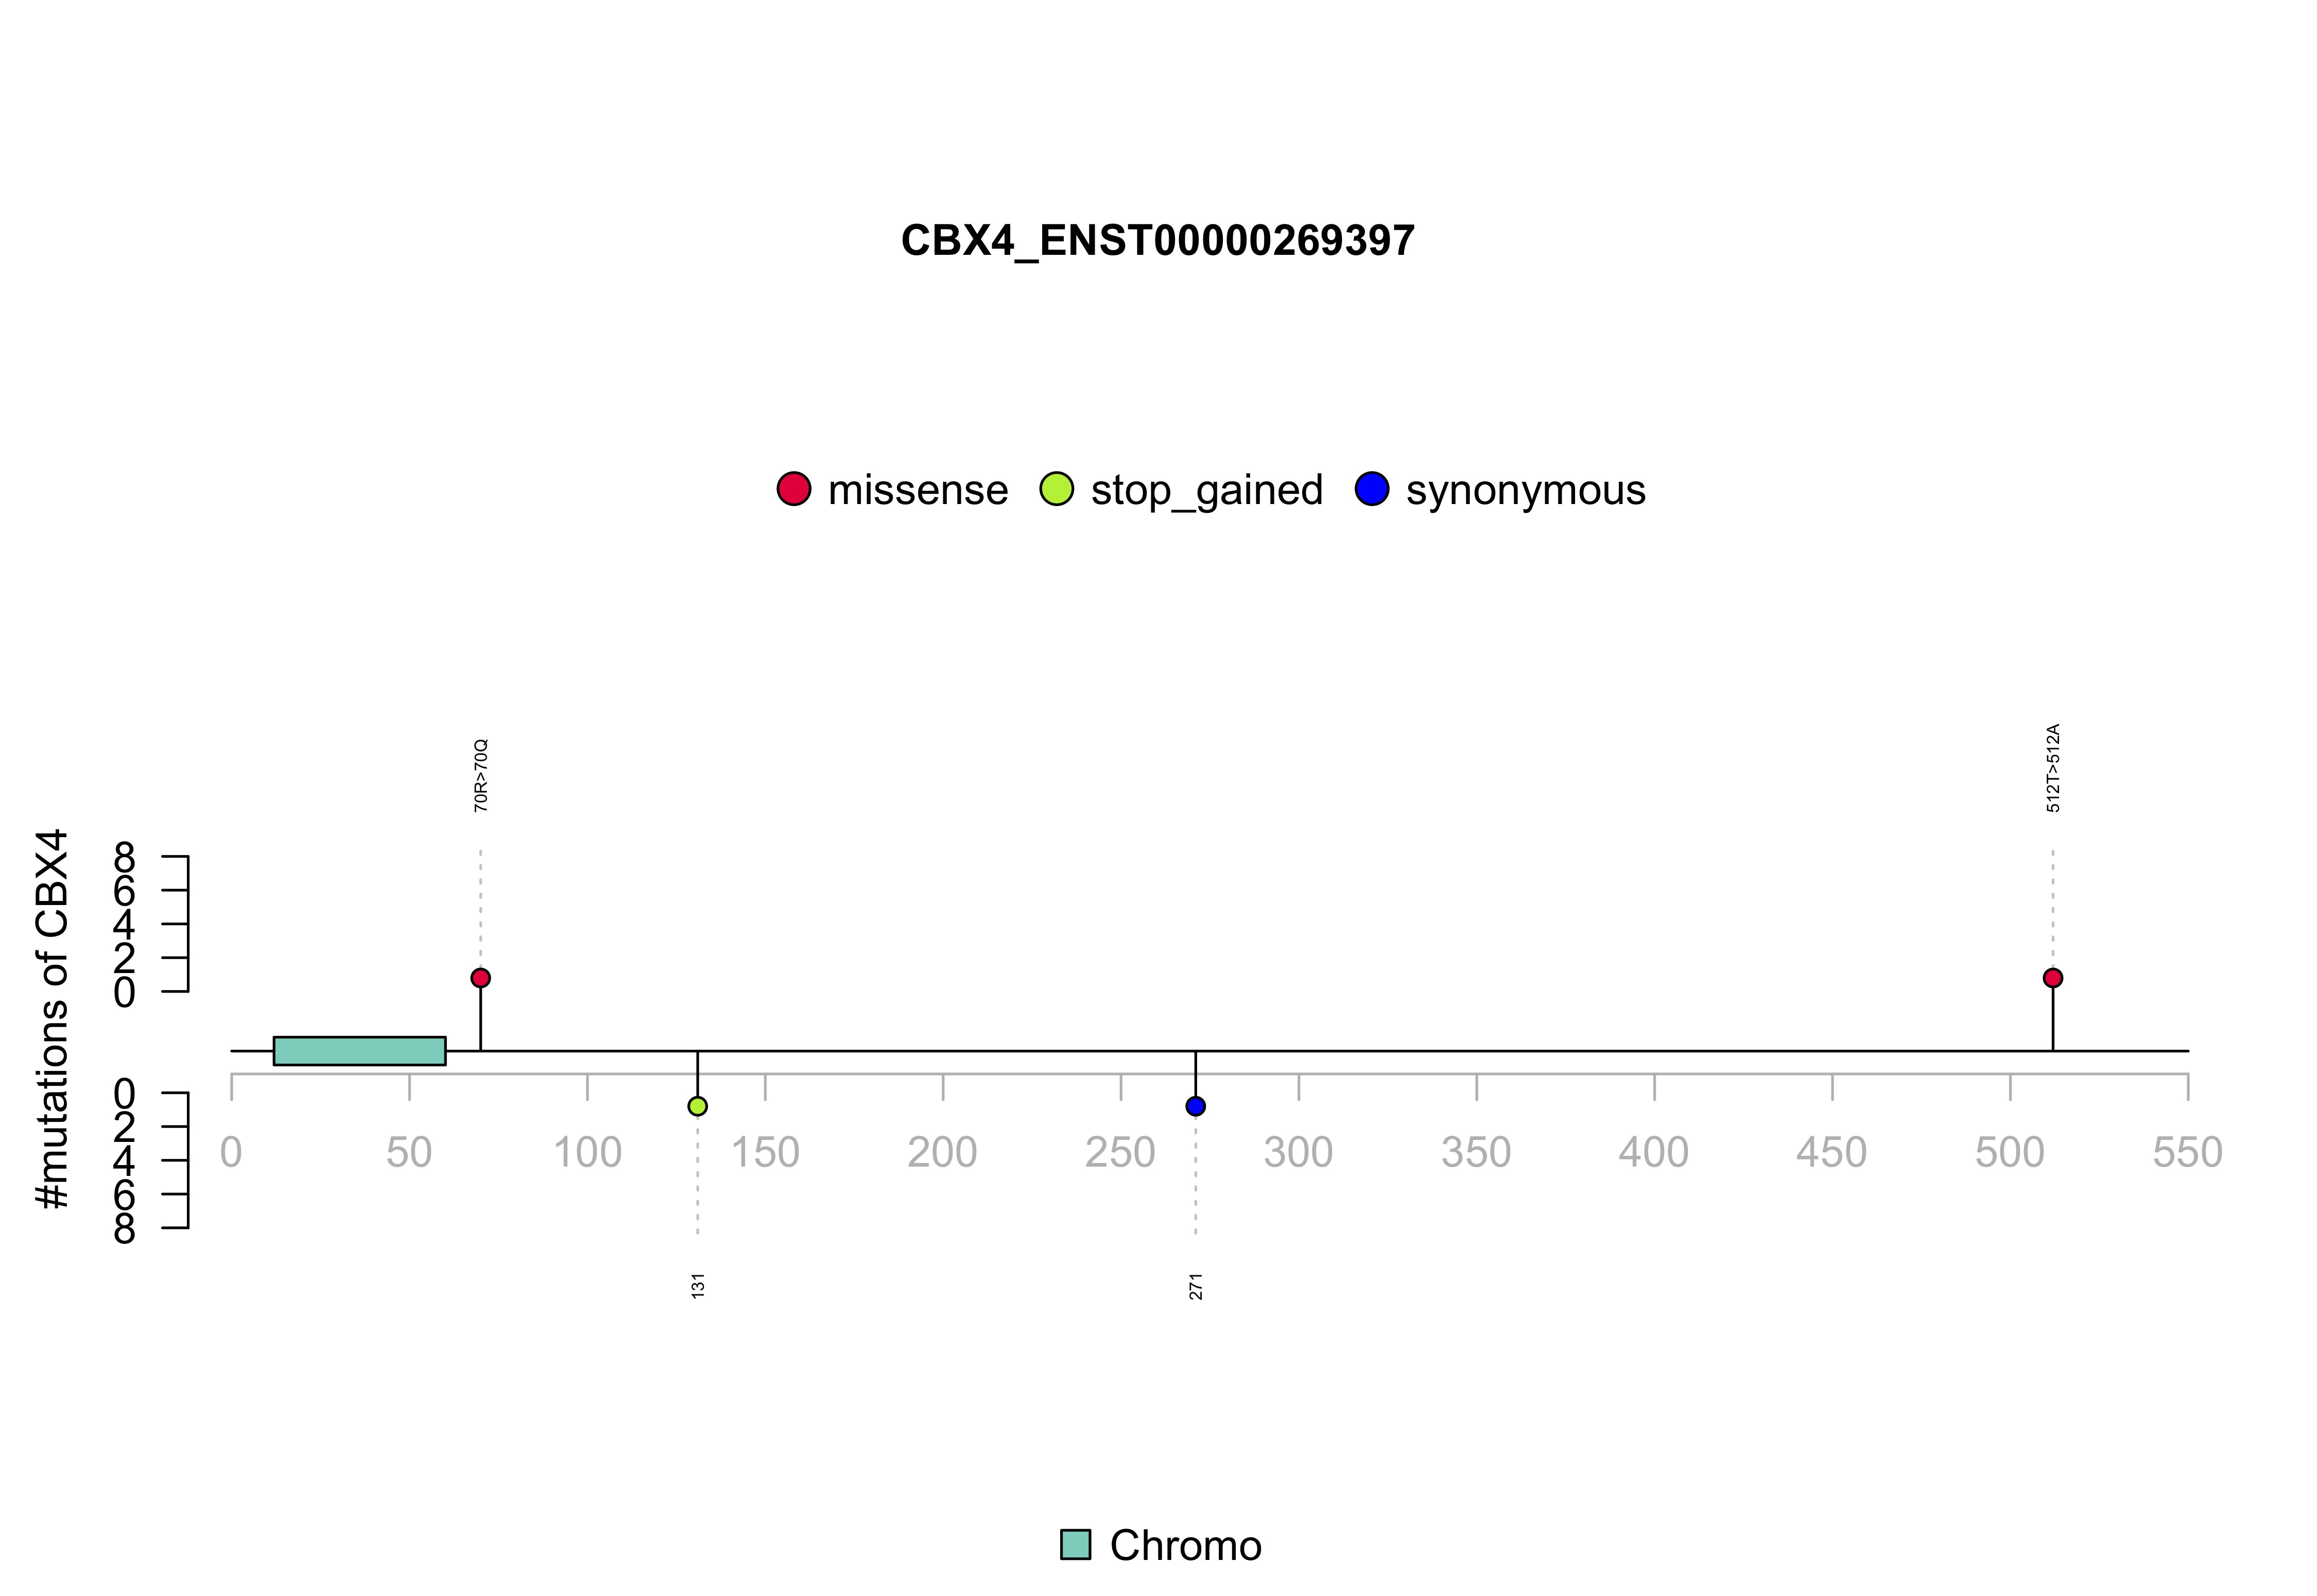 CBX4_ENST00000269397
missense stop_gained synonymous
70R>70Q
512T>512A
#mutations of CBX4
8
6
4
2
0
0
2
4
6
8
0 50 100 150 200 250 300 350 400 450 500 550
131
271
Chromo